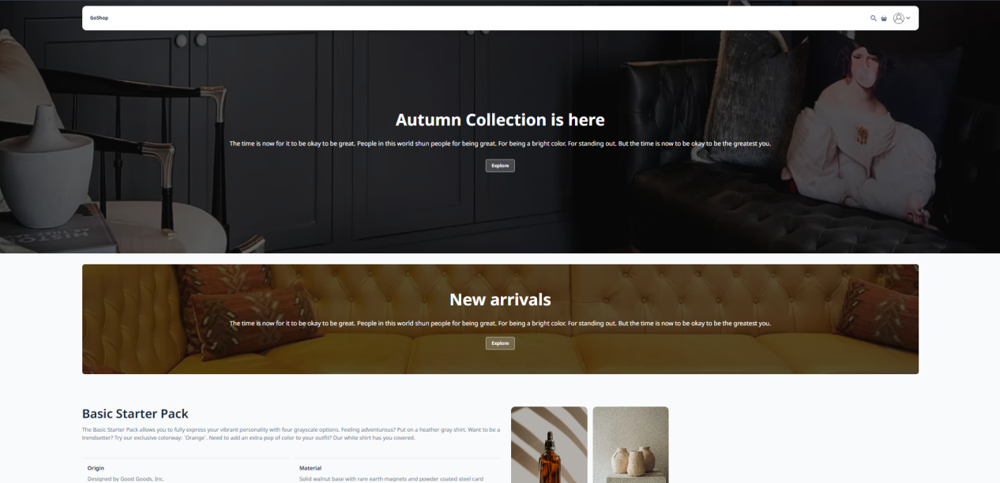 GoShop
Autumn Collection is here
The time is now for it to be okay to be great. People in this world shun people for being great. For being a bright color. For standing out. But the time is now to be okay to be the greatest you.
Explore
New arrivals
The time is now for it to be okay to be great. People in this world shun people for being great. For being a bright color. For standing out. But the time is now to be okay to be the greatest you.
Explore
Basic Starter Pack
The Basic Starter Pack allows you to fully express your vibrant personality with four grayscale options. Feeling adventurous? Put on a heather gray shirt. Want to be a
trendsetter? Try our exclusive colorway: `Orange`. Need to add an extra pop of color to your outfit? Our white shirt has you covered.
Origin
Designed by Good Goods, Inc.
Material
Solid walnut base with rare earth magnets and powder coated steel card